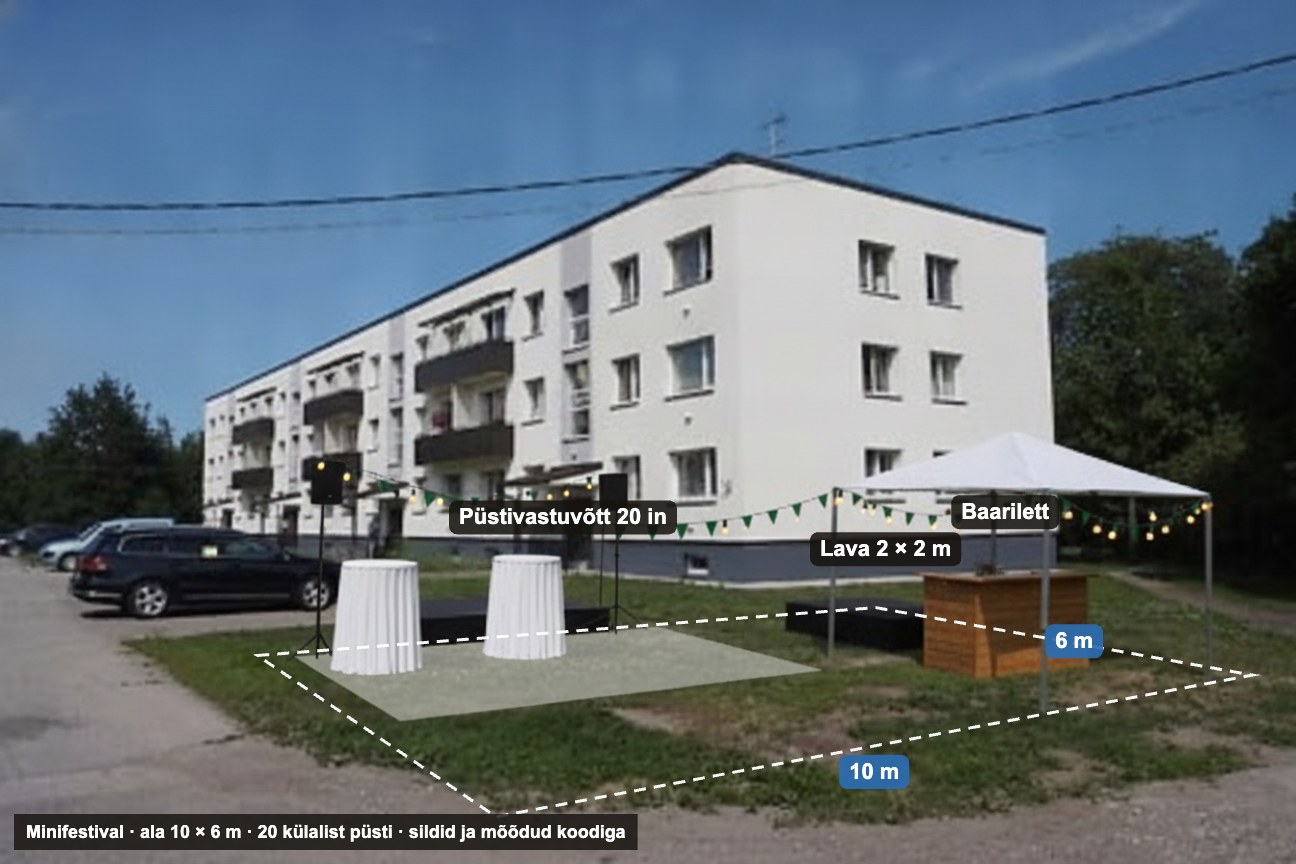 Püstivastuvõtt 20 in
Baarilett
Lava 2 × 2 m
6 m
10 m
Minifestival · ala 10 × 6 m · 20 külalist püsti · sildid ja mõõdud koodiga